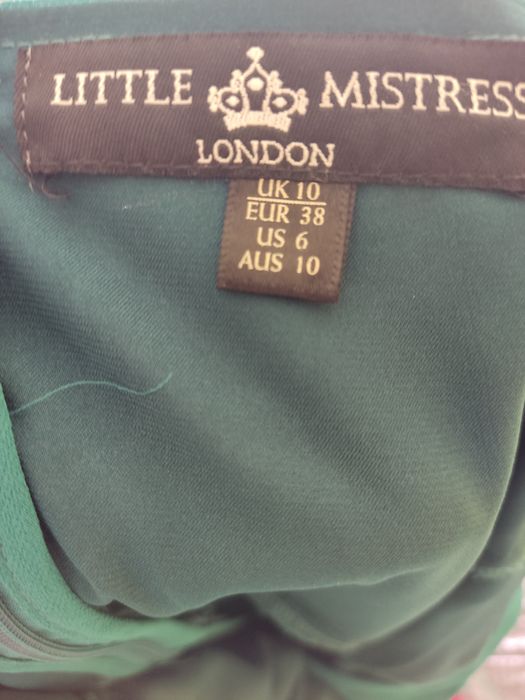 LITTLE MISTRESS
LONDON
UK 10
EUR 38
US 6
AUS 10